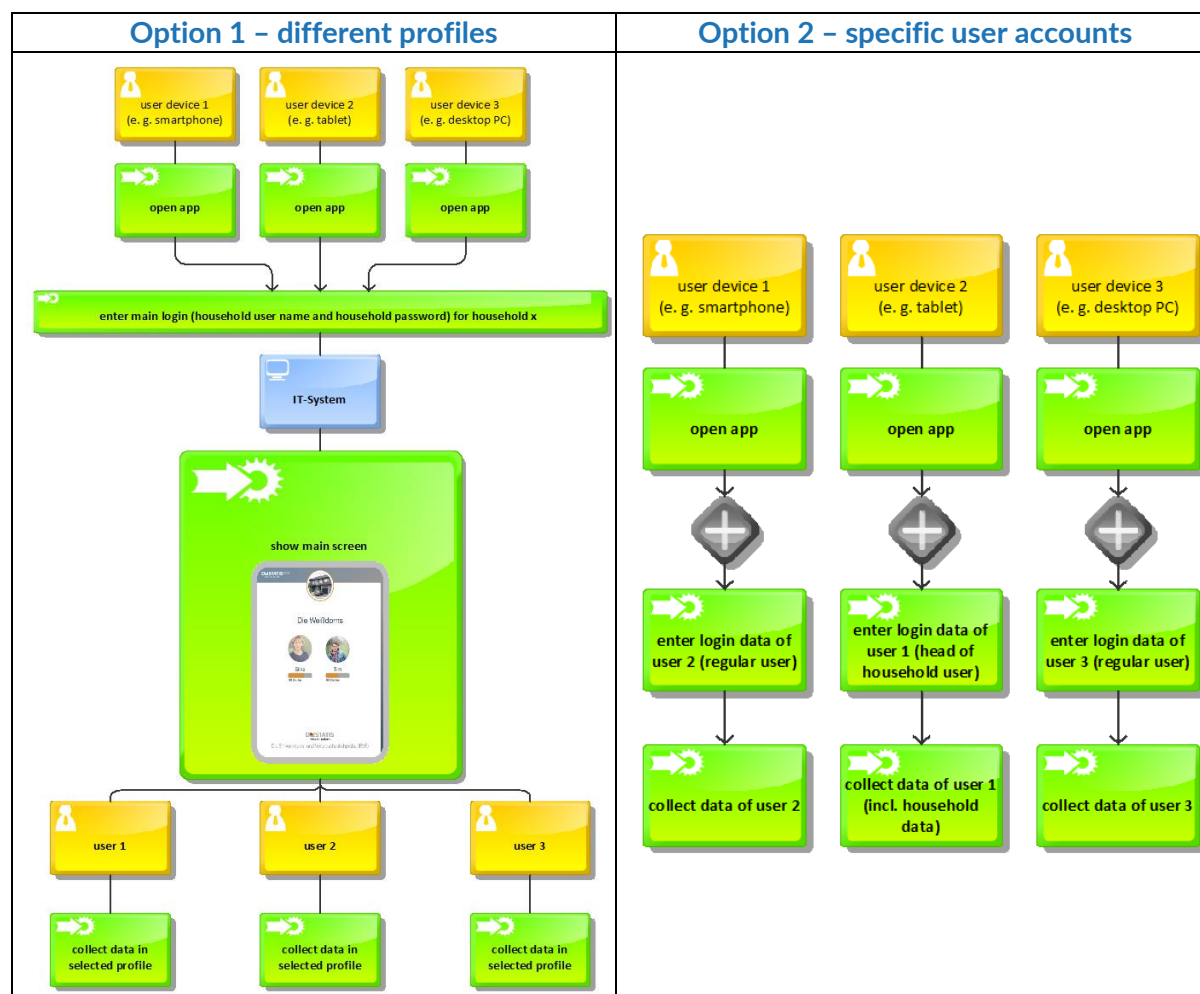 Option 1 – different profiles
user device 1
(e. g. smartphone)
user device 2
(e. g. tablet)
user device 3
(e. g. desktop PC)
open app
open app
open app
enter main login (household user name and household password) for household x
IT-System
show main screen
Die Weißdorns
Tim
DESTATIS
user 1
user 2
user 3
collect data in
selected profile
collect data in
selected profile
collect data in
selected profile
Option 2 – specific user accounts
user device 1
(e. g. smartphone)
user device 2
(e. g. tablet)
user device 3
(e. g. desktop PC)
open app
open app
open app
enter login data of
user 2 (regular user)
enter login data of
user 1 (head of
household user)
enter login data of
user 3 (regular user)
collect data of user 2
collect data of user 1
(incl. household
data)
collect data of user 3